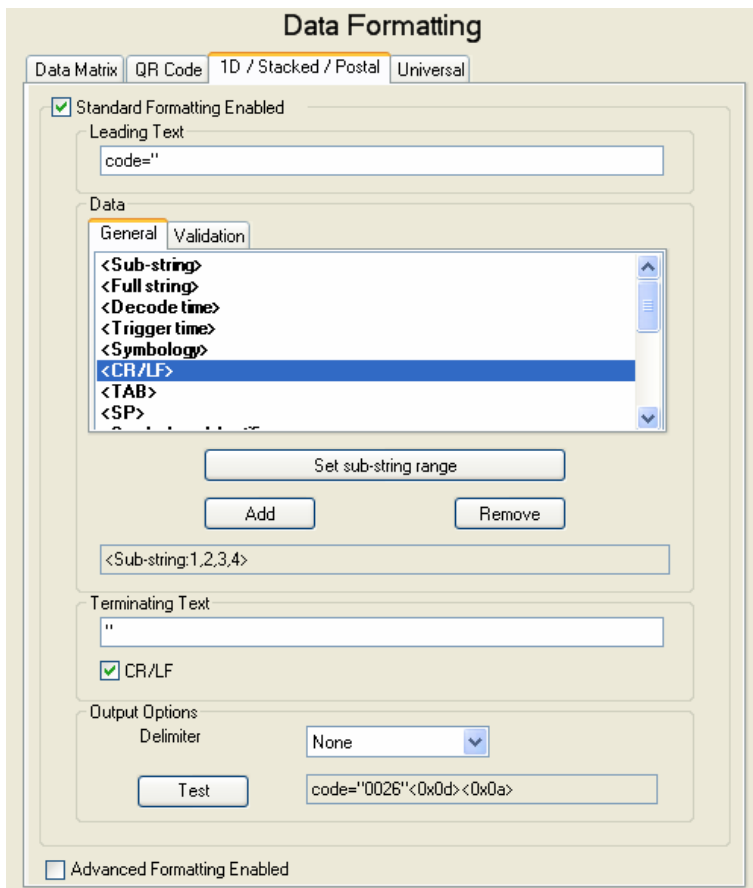 Data Formatting
Data Matrix QR Code 1D / Stacked / Postal Universal
Standard Formatting Enabled
Leading Text
code="
Data
General Validation
<Sub-string>
<Full string>
<Decode time>
<Trigger time>
<Symbology>
<CR/LF>
<TAB>
<SP>
Set sub-string range
Add Remove
<Sub-string:1,2,3,4>
Terminating Text
"
CR/LF
Output Options
Delimiter None
Test code="0026"<0x0d><0x0a>
Advanced Formatting Enabled